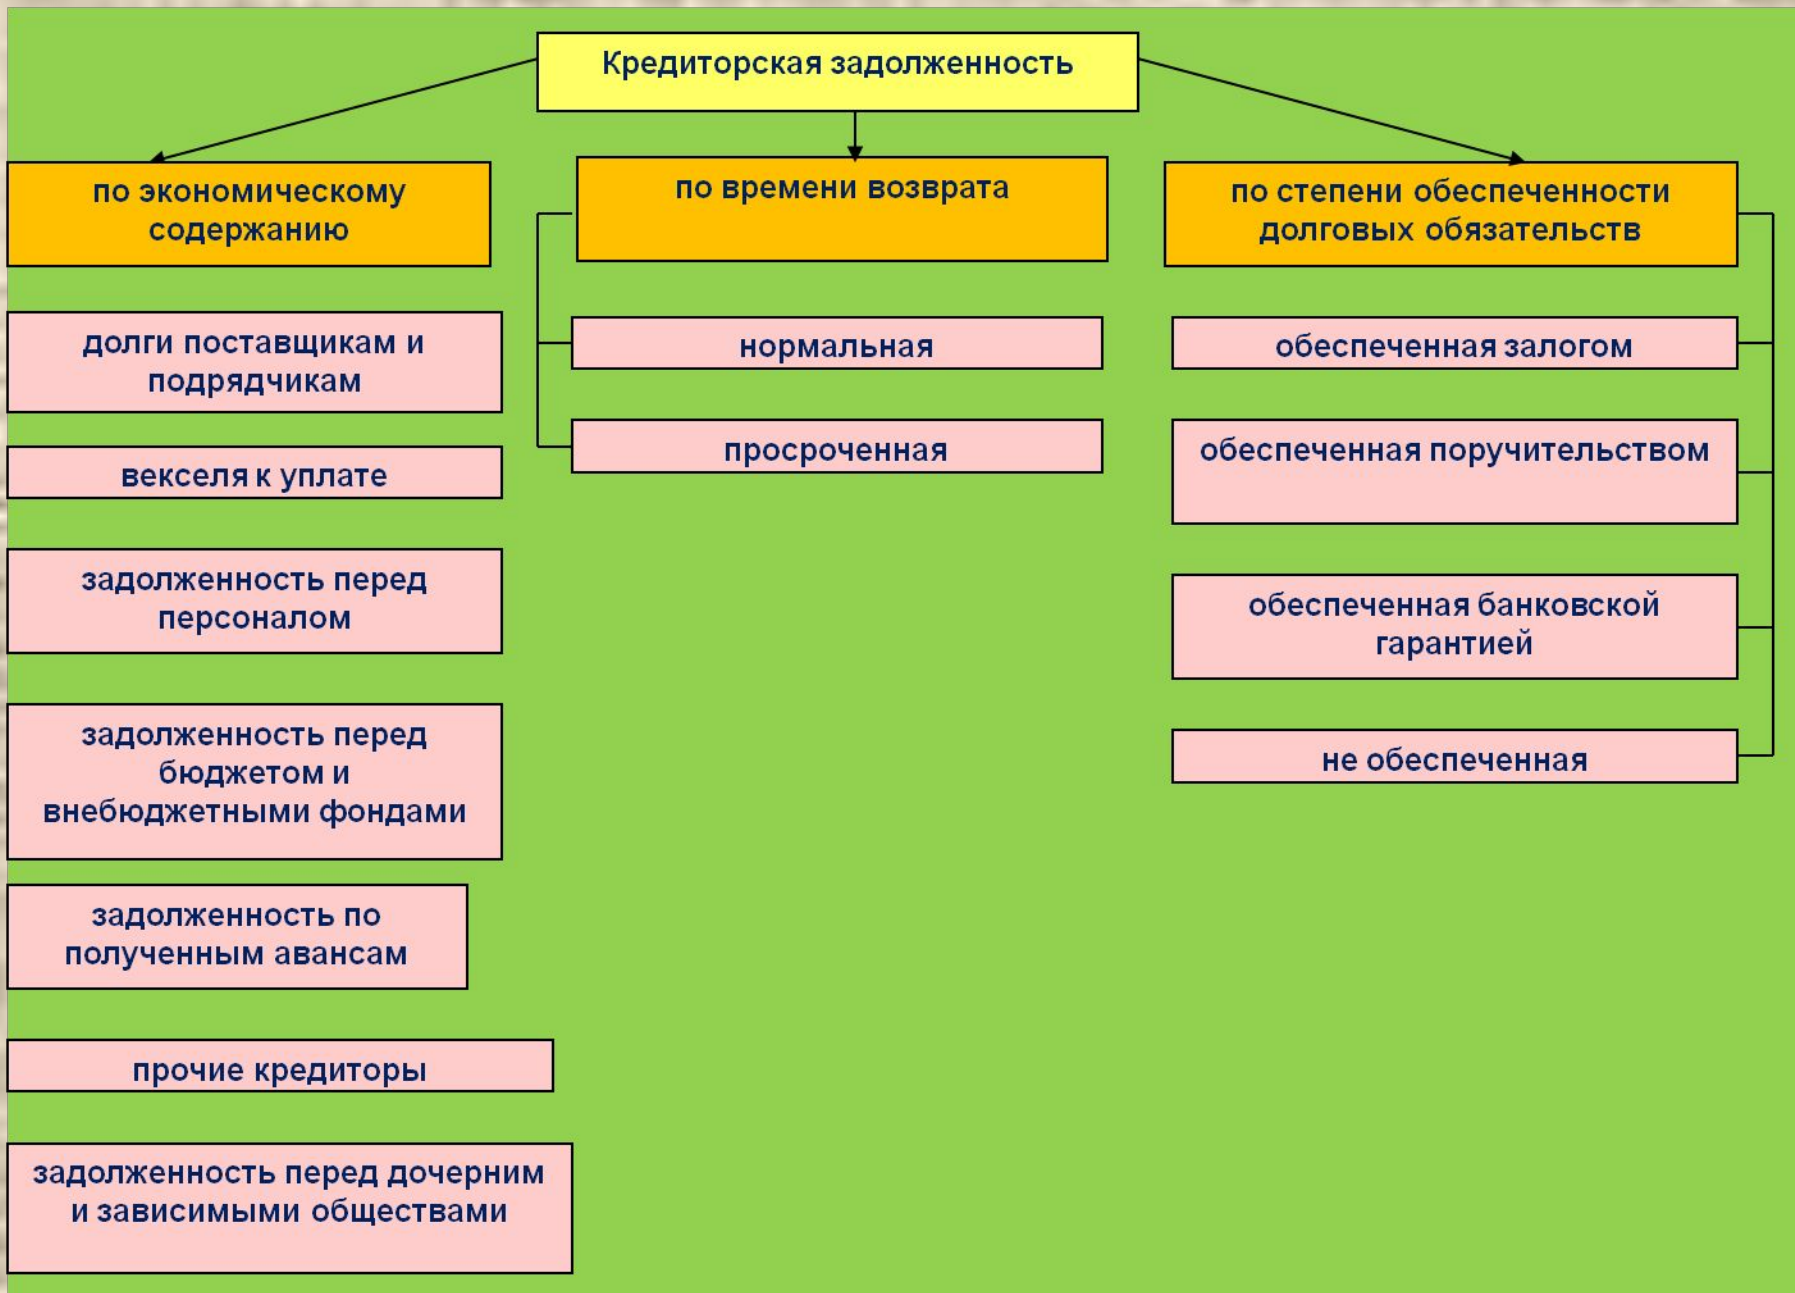 Кредиторская задолженность
по экономическому
содержанию
долги поставщикам и
подрядчикам
векселя к уплате
задолженность перед
персоналом
задолженность перед
бюджетом и
внебюджетными фондами
задолженность по
полученным авансам
прочие кредиторы
задолженность перед дочерним
и зависимыми обществами
по времени возврата
нормальная
просроченная
по степени обеспеченности
долговых обязательств
обеспеченная залогом
обеспеченная поручительством
обеспеченная банковской
гарантией
не обеспеченная